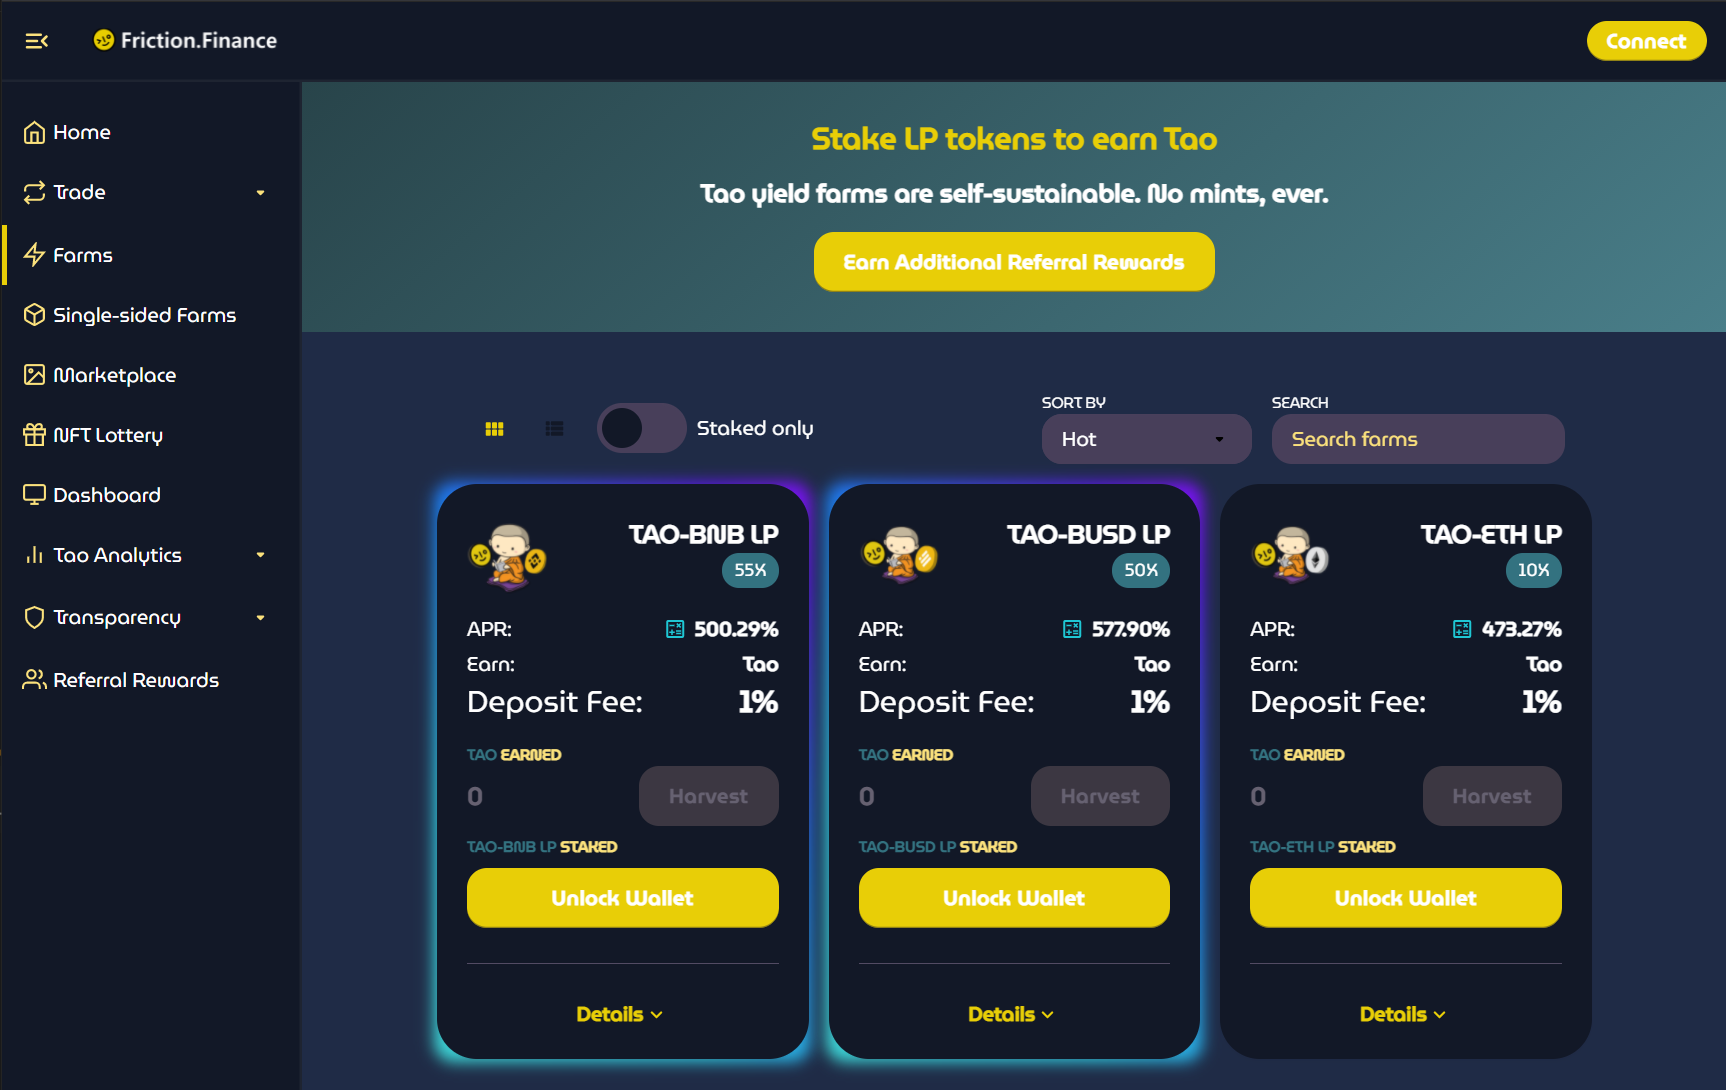 Friction.Finance
Connect
Home
Trade
Farms
Single-sided Farms
Marketplace
NFT Lottery
Dashboard
Tao Analytics
Transparency
Referral Rewards
Stake LP tokens to earn Tao
Tao yield farms are self-sustainable. No mints, ever.
Earn Additional Referral Rewards
Staked only
SORT BY
Hot
SEARCH
Search farms
TAO-BNB LP
55X
APR: 500.29%
Earn: Tao
Deposit Fee: 1%
TAO EARNED
0 Harvest
TAO-BNB LP STAKED
Unlock Wallet
Details
TAO-BUSD LP
50X
APR: 577.90%
Earn: Tao
Deposit Fee: 1%
TAO EARNED
0 Harvest
TAO-BUSD LP STAKED
Unlock Wallet
Details
TAO-ETH LP
10X
APR: 473.27%
Earn: Tao
Deposit Fee: 1%
TAO EARNED
0 Harvest
TAO-ETH LP STAKED
Unlock Wallet
Details